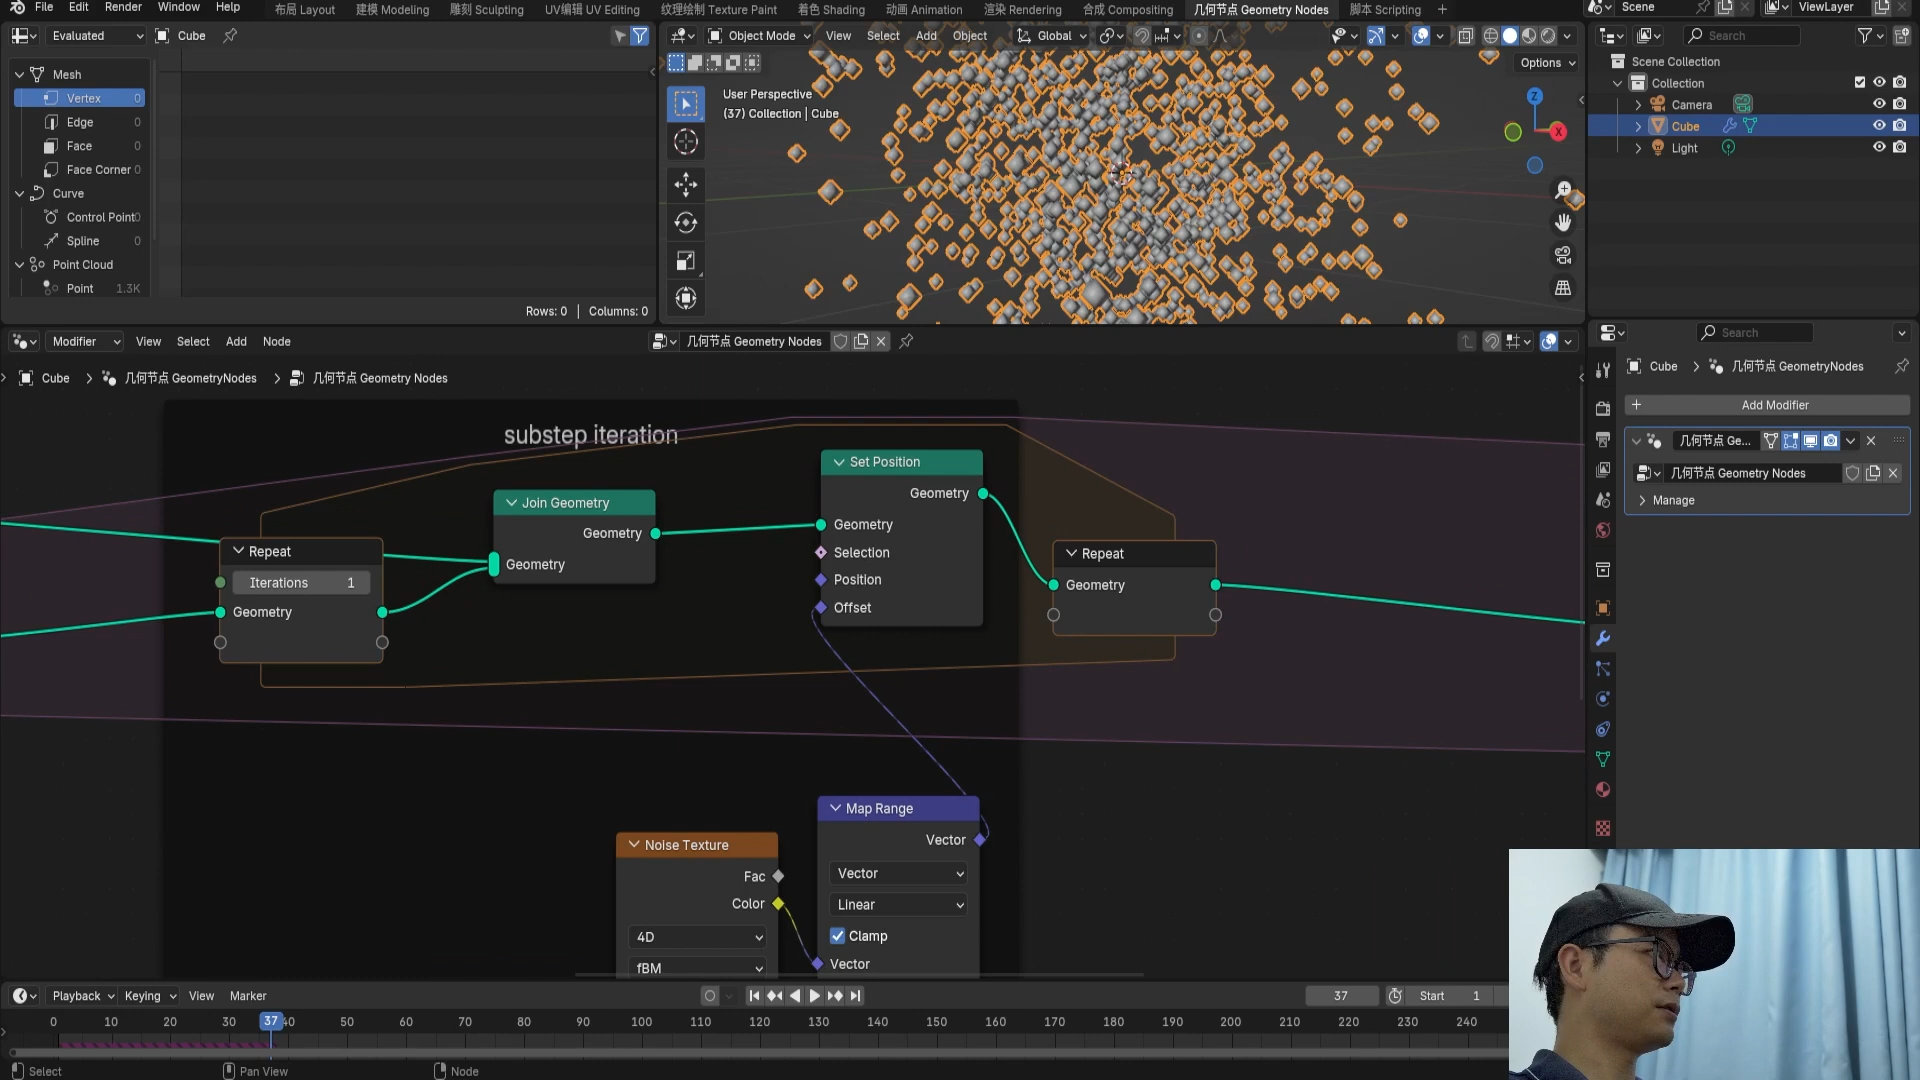 File Edit Render Window Help 布局 Layout 建模 Modeling 雕刻 Sculpting UV编辑 UV Editing 纹理绘制 Texture Paint 着色 Shading 动画 Animation 渲染 Rendering 合成 Compositing 几何节点 Geometry Nodes 脚本 Scripting + Scene ViewLayer
Evaluated Cube
Object Mode View Select Add Object Global
Search
Options
Mesh
Vertex 0
Edge 0
Face 0
Face Corner 0
Curve
Control Point 0
Spline 0
Point Cloud
Point 1.3K
Rows: 0 | Columns: 0
User Perspective
(37) Collection | Cube
Z
X
Scene Collection
Collection
Camera
Cube
Light
Modifier View Select Add Node
几何节点 Geometry Nodes
Cube > 几何节点 GeometryNodes > 几何节点 Geometry Nodes
substep iteration
Repeat
Iterations 1
Geometry
Join Geometry
Geometry
Geometry
Set Position
Geometry
Geometry
Selection
Position
Offset
Repeat
Geometry
Noise Texture
Fac
Color
4D
fBM
Map Range
Vector
Vector
Linear
Clamp
Vector
Search
Cube > 几何节点 GeometryNodes
+ Add Modifier
几何节点 Ge...
几何节点 Geometry Nodes
Manage
Playback Keying View Marker
37 Start 1
0 10 20 30 37 40 50 60 70 80 90 100 110 120 130 140 150 160 170 180 190 200 210 220 230 240
Select Pan View Node